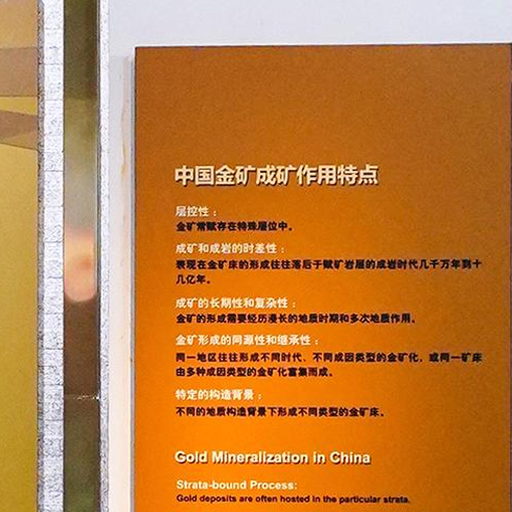 中国金矿成矿作用特点
层控性：
金矿常赋存在特殊层位中。
成矿和成岩的时差性：
表现在金矿床的形成往往落后于赋矿岩层的成岩时代几千万年到十
几亿年。
成矿的长期性和复杂性：
金矿的形成需要经历漫长的地质时期和多次地质作用。
金矿形成的同源性和继承性：
同一地区往往形成不同时代、不同成因类型的金矿化，或同一矿床
由多种成因类型的金矿化富集而成。
特定的构造背景：
不同的地质构造背景下形成不同类型的金矿床。
Gold Mineralization in China
Strata-bound Process:
Gold deposits are often hosted in the particular strata.